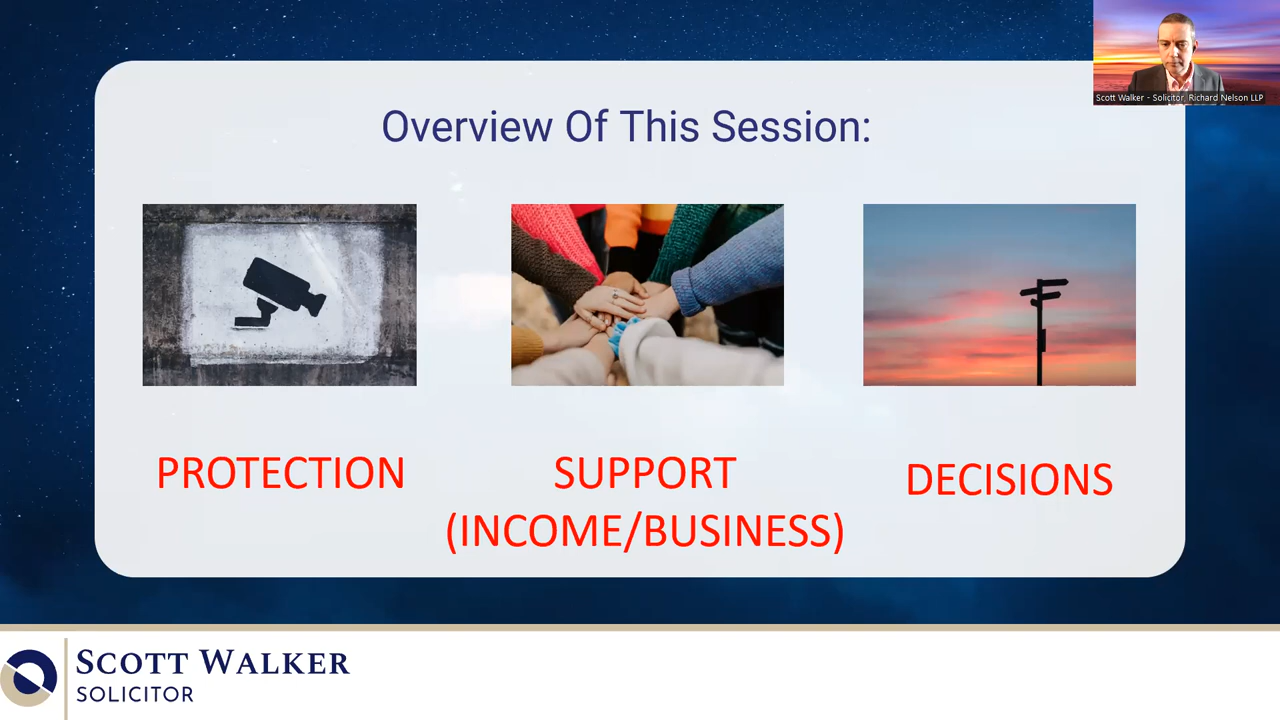 Scott Walker - Solicitor, Richard Nelson LLP
Overview Of This Session:
PROTECTION
SUPPORT
(INCOME/BUSINESS)
DECISIONS
SCOTT WALKER
SOLICITOR